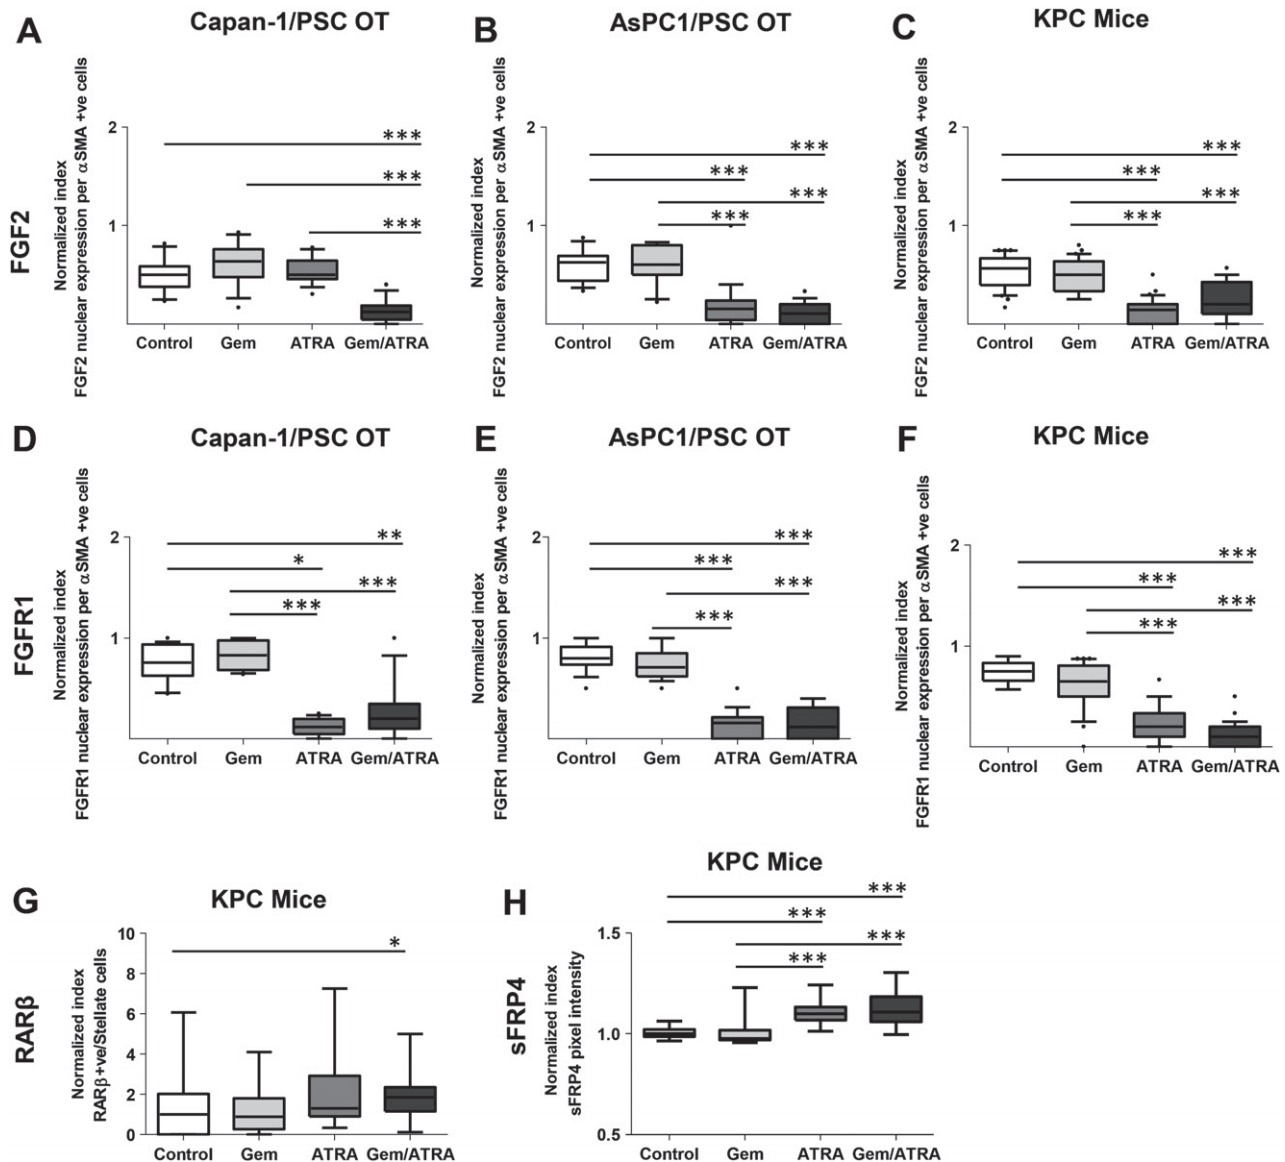 A
Capan-1/PSC OT
B
AsPC1/PSC OT
C
KPC Mice
FGF2
Normalized index
FGF2 nuclear expression per αSMA +ve cells
2
1
***
***
***
Control
Gem
ATRA
Gem/ATRA
Normalized index
FGF2 nuclear expression per αSMA +ve cells
2
1
***
***
***
***
Control
Gem
ATRA
Gem/ATRA
Normalized index
FGF2 nuclear expression per αSMA +ve cells
2
1
***
***
***
***
Control
Gem
ATRA
Gem/ATRA
D
Capan-1/PSC OT
E
AsPC1/PSC OT
F
KPC Mice
FGFR1
Normalized index
FGFR1 nuclear expression per αSMA +ve cells
2
1
**
*
***
***
Control
Gem
ATRA
Gem/ATRA
Normalized index
FGFR1 nuclear expression per αSMA +ve cells
2
1
***
***
***
***
Control
Gem
ATRA
Gem/ATRA
Normalized index
FGFR1 nuclear expression per αSMA +ve cells
2
1
***
***
***
***
Control
Gem
ATRA
Gem/ATRA
G
KPC Mice
RARβ
Normalized index
RARβ+ve/Stellate cells
10
8
6
4
2
0
*
Control
Gem
ATRA
Gem/ATRA
H
KPC Mice
sFRP4
Normalized index
sFRP4 pixel intensity
1.5
1.0
0.5
***
***
***
***
Control
Gem
ATRA
Gem/ATRA